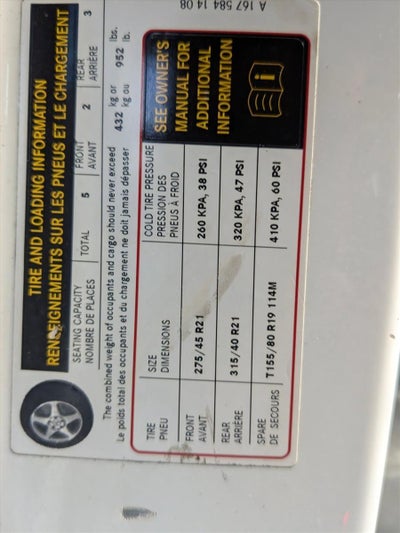 A 167 584 14 08
TIRE AND LOADING INFORMATION
RENSEIGNEMENTS SUR LES PNEUS ET LE CHARGEMENT
SEATING CAPACITY TOTAL 5 FRONT 2 REAR 3
NOMBRE DE PLACES AVANT ARRIÈRE
The combined weight of occupants and cargo should never exceed 432 kg or 952 lbs.
Le poids total des occupants et du chargement ne doit jamais dépasser kg ou lb.
TIRE SIZE COLD TIRE PRESSURE
PNEU DIMENSIONS PRESSION DES
PNEUS À FROID
FRONT 275/45 R21 260 KPA, 38 PSI
AVANT
REAR 315/40 R21 320 KPA, 47 PSI
ARRIÈRE
SPARE T155/80 R19 114M 410 KPA, 60 PSI
DE SECOURS
SEE OWNER'S
MANUAL FOR
ADDITIONAL
INFORMATION
i